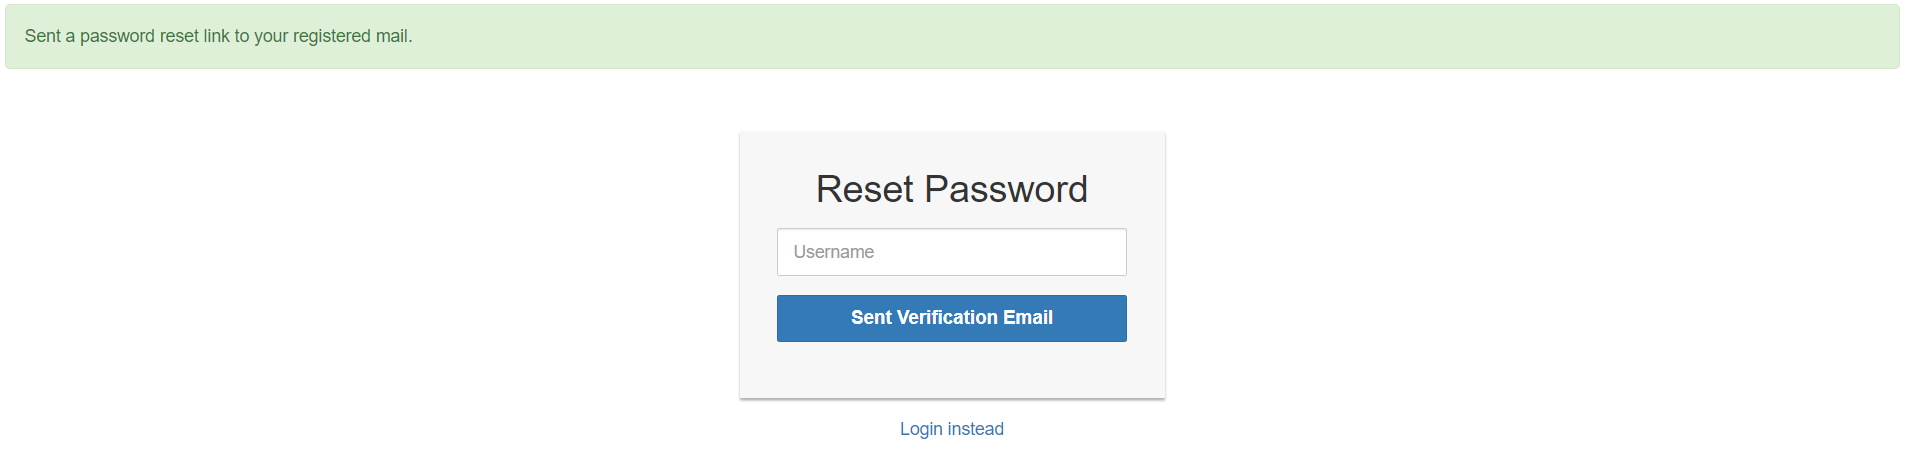 Sent a password reset link to your registered mail.
Reset Password
Username
Sent Verification Email
Login instead